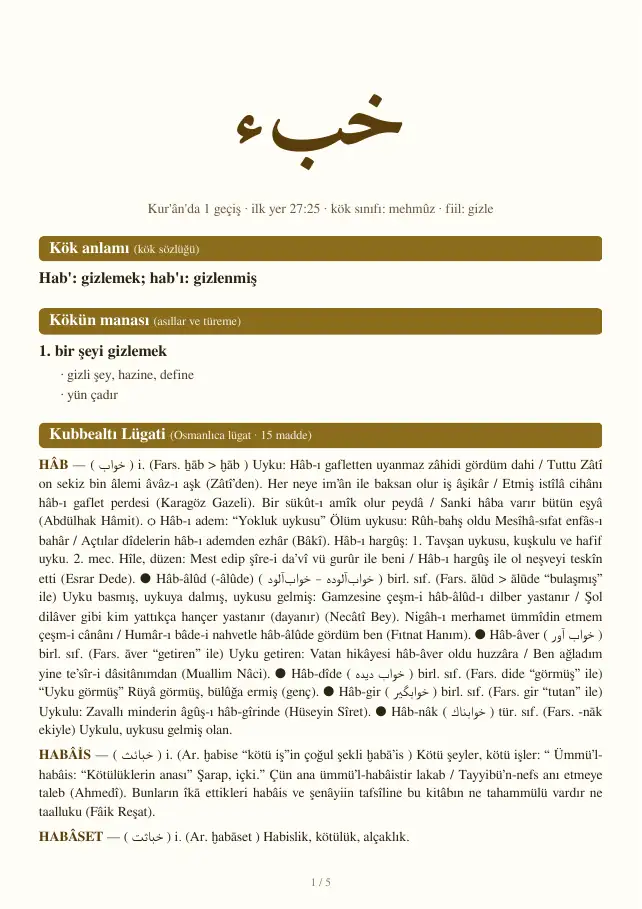 خبء
Kur'ân'da 1 geçiş · ilk yer 27:25 · kök sınıfı: mehmûz · fiil: gizle
Kök anlamı (kök sözlüğü)
Hab': gizlemek; hab'ı: gizlenmiş
Kökün manası (asıllar ve türeme)
1. bir şeyi gizlemek
· gizli şey, hazine, define
· yün çadır
Kubbealtı Lügati (Osmanlıca lügat · 15 madde)
HÂB — ( خواب ) i. (Fars. ḫāb > ḫāb ) Uyku: Hâb-ı gafletten uyanmaz zâhidi gördüm dahi / Tuttu Zâtî
on sekiz bin âlemi âvâz-ı aşk (Zâtî'den). Her neye im'ân ile baksan olur iş âşikâr / Etmiş istîlâ cihânı
hâb-ı gaflet perdesi (Karagöz Gazeli). Bir sükût-ı amîk olur peydâ / Sanki hâba varır bütün eşyâ
(Abdülhak Hâmit). ○ Hâb-ı adem: “Yokluk uykusu” Ölüm uykusu: Rûh-bahş oldu Mesîhâ-sıfat enfâs-ı
bahâr / Açtılar dîdelerin hâb-ı ademden ezhâr (Bâkî). Hâb-ı hargûş: 1. Tavşan uykusu, kuşkulu ve hafif
uyku. 2. mec. Hîle, düzen: Mest edip şîre-i da'vî vü gurûr ile beni / Hâb-ı hargûş ile ol neşveyi teskîn
etti (Esrar Dede). ● Hâb-âlûd (-âlûde) ( خواب‌آلوده – خواب‌آلود ) birl. sıf. (Fars. ālūd > ālūde “bulaşmış”
ile) Uyku basmış, uykuya dalmış, uykusu gelmiş: Gamzesine çeşm-i hâb-âlûd-ı dilber yastanır / Şol
dilâver gibi kim yattıkça hançer yastanır (dayanır) (Necâtî Bey). Nigâh-ı merhamet ümmîdin etmem
çeşm-i cânânı / Humâr-ı bâde-i nahvetle hâb-âlûde gördüm ben (Fıtnat Hanım). ● Hâb-âver ( خواب آور )
birl. sıf. (Fars. āver “getiren” ile) Uyku getiren: Vatan hikâyesi hâb-âver oldu huzzâra / Ben ağladım
yine te'sîr-i dâsitânımdan (Muallim Nâci). ● Hâb-dîde ( خواب ديده ) birl. sıf. (Fars. dide “görmüş” ile)
“Uyku görmüş” Rüyâ görmüş, bülûğa ermiş (genç). ● Hâb-gir ( خوابگير ) birl. sıf. (Fars. gir “tutan” ile)
Uykulu: Zavallı minderin âgûş-ı hâb-gîrinde (Hüseyin Sîret). ● Hâb-nâk ( خوابناك ) tür. sıf. (Fars. -nāk
ekiyle) Uykulu, uykusu gelmiş olan.
HABÂİS — ( خبائث ) i. (Ar. ḫabise “kötü iş”in çoğul şekli ḫabā’is ) Kötü şeyler, kötü işler: “ Ümmü'l-
habâis: “Kötülüklerin anası” Şarap, içki.” Çün ana ümmü'l-habâistir lakab / Tayyibü'n-nefs anı etmeye
taleb (Ahmedî). Bunların îkā ettikleri habâis ve şenâyiin tafsîline bu kitâbın ne tahammülü vardır ne
taalluku (Fâik Reşat).
HABÂSET — ( خباثت ) i. (Ar. ḫabāset ) Habislik, kötülük, alçaklık.
1 / 5